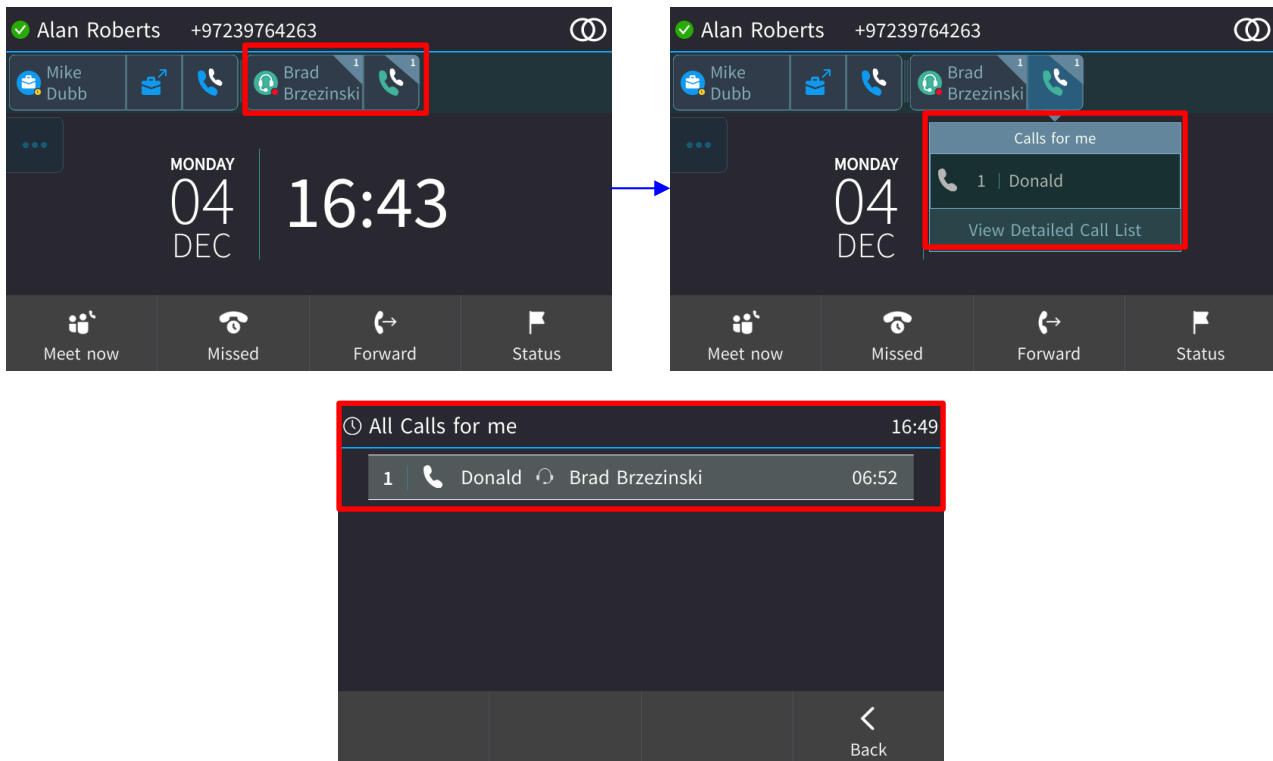 Alan Roberts +97239764263
Mike
Dubb
Brad
Brzezinski
1
1
MONDAY
04
DEC
16:43
Meet now
Missed
Forward
Status
Alan Roberts +97239764263
Mike
Dubb
Brad
Brzezinski
1
1
Calls for me
1 | Donald
View Detailed Call List
MONDAY
04
DEC
Meet now
Missed
Forward
Status
All Calls for me 16:49
1 Donald Brad Brzezinski 06:52
Back